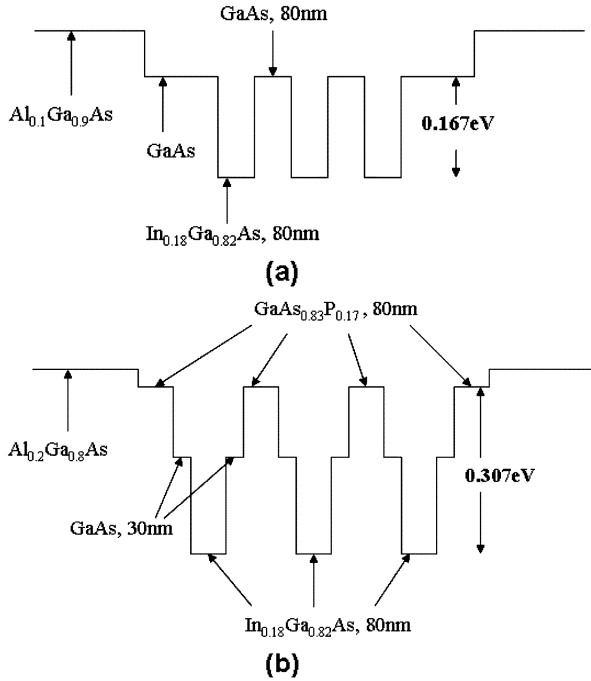 GaAs, 80nm
Al0.1Ga0.9As
0.167eV
GaAs
In0.18Ga0.82As, 80nm
(a)
GaAs0.83P0.17, 80nm
Al0.2Ga0.8As
0.307eV
GaAs, 30nm
In0.18Ga0.82As, 80nm
(b)